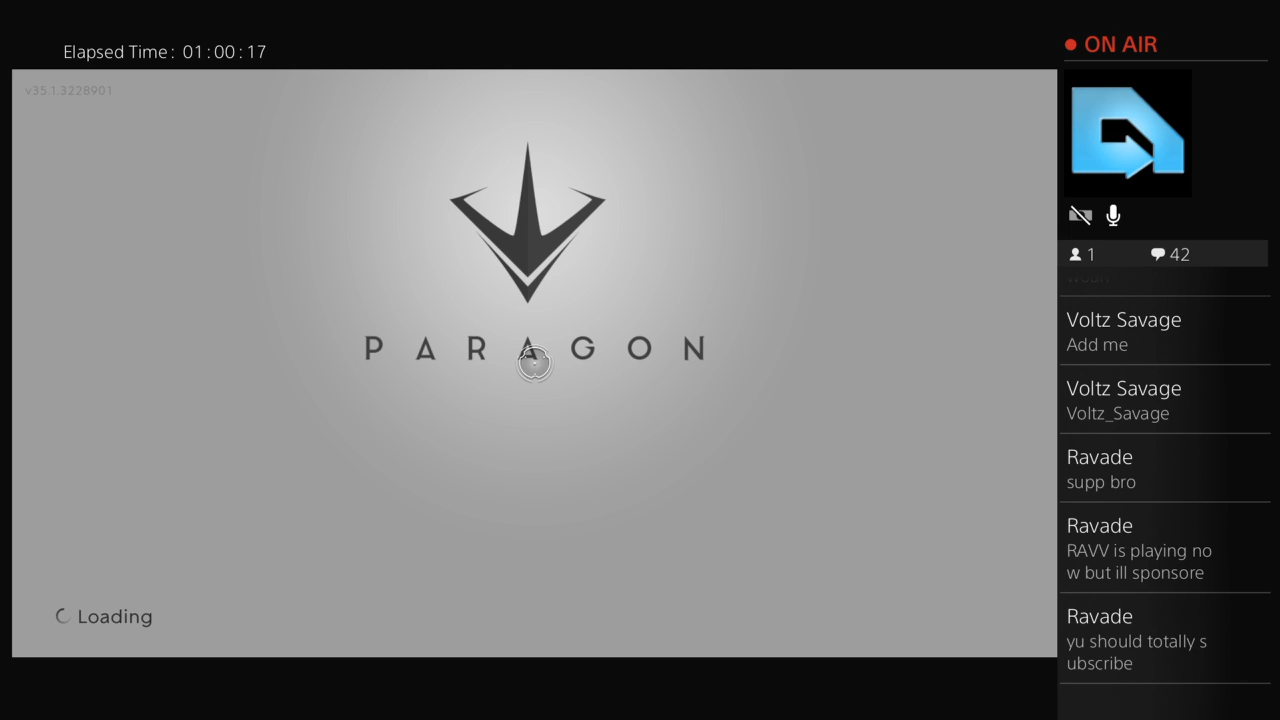 Elapsed Time: 01:00:17
ON AIR
v35.1.3228901
PARAGON
Loading
1 42
Voltz Savage
Add me
Voltz Savage
Voltz_Savage
Ravade
supp bro
Ravade
RAVV is playing no
w but ill sponsore
Ravade
yu should totally s
ubscribe